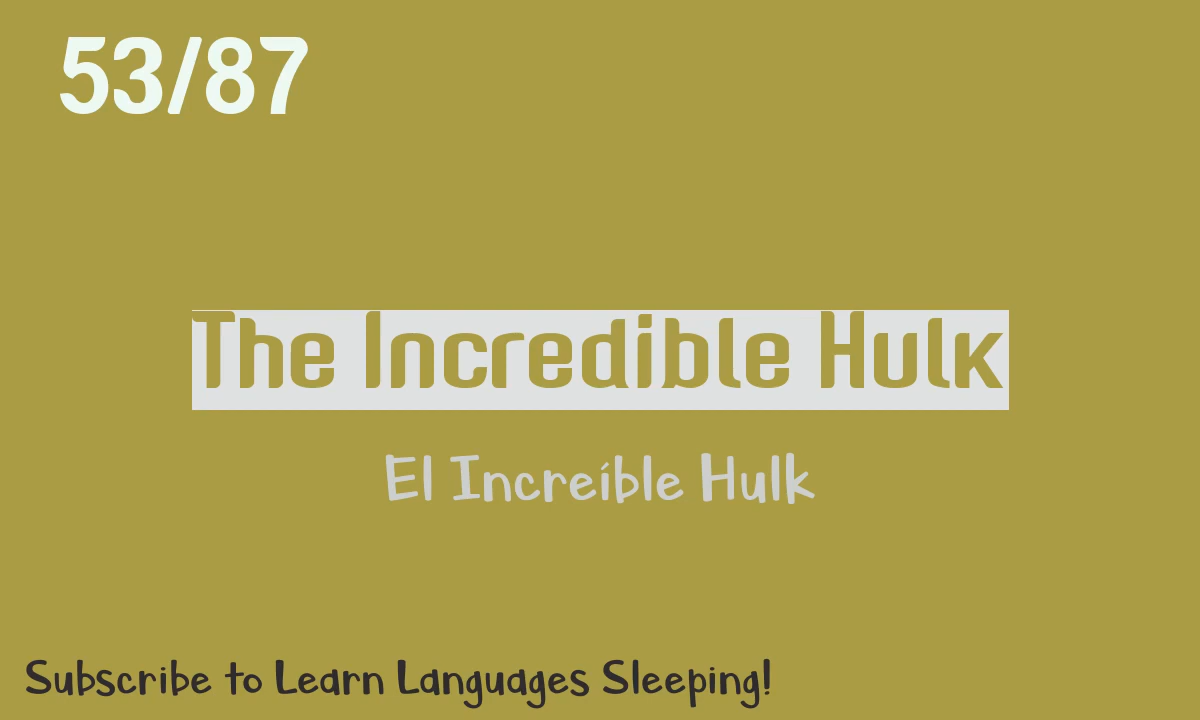 53/87
The Incredible Hulk
El Increíble Hulk
Subscribe to Learn Languages Sleeping!